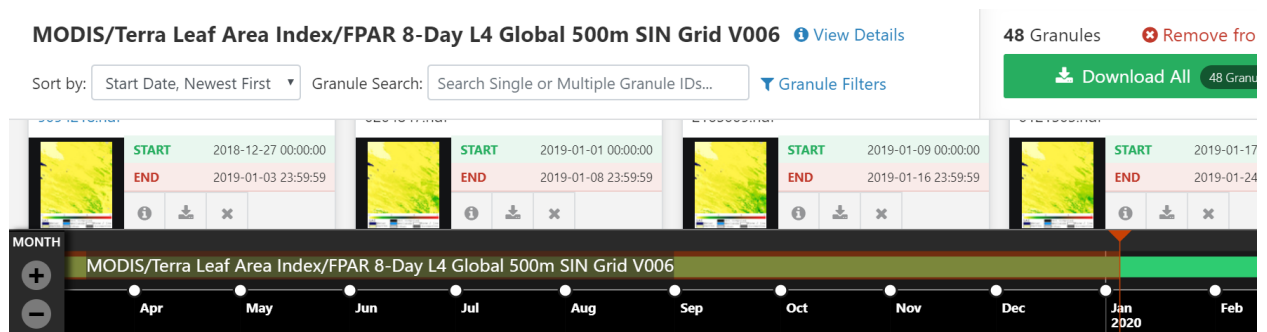 MODIS/Terra Leaf Area Index/FPAR 8-Day L4 Global 500m SIN Grid V006 View Details 48 Granules Remove fro
Sort by: Start Date, Newest First Granule Search: Search Single or Multiple Granule IDs... Granule Filters Download All 48 Granu
START 2018-12-27 00:00:00 START 2019-01-01 00:00:00 START 2019-01-09 00:00:00 START 2019-01-17
END 2019-01-03 23:59:59 END 2019-01-08 23:59:59 END 2019-01-16 23:59:59 END 2019-01-24
MONTH
MODIS/Terra Leaf Area Index/FPAR 8-Day L4 Global 500m SIN Grid V006
Apr May Jun Jul Aug Sep Oct Nov Dec Jan Feb
2020